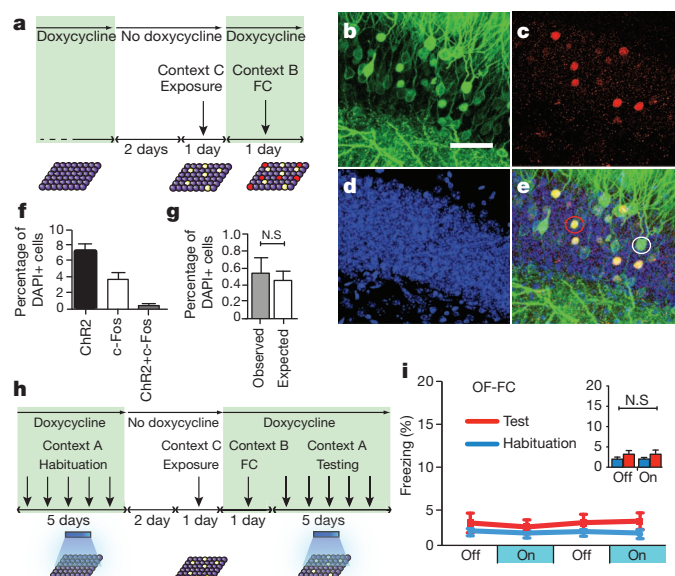 a
Doxycycline No doxycycline Doxycycline
Context C Context B
Exposure FC
2 days 1 day 1 day
b
c
d
e
f
Percentage of
DAPI+ cells
10
8
6
4
2
0
ChR2
c-Fos
ChR2+c-Fos
g
Percentage of
DAPI+ cells
1.0
0.8
0.6
0.4
0.2
0
N.S
Observed
Expected
h
Doxycycline No doxycycline Doxycycline
Context A Context C Context B Context A
Habituation Exposure FC Testing
5 days 2 day 1 day 1 day 5 days
i
Freezing (%)
20
15
10
5
0
OF-FC
Test
Habituation
Off On Off On
20
15
10
5
0
N.S
Off On